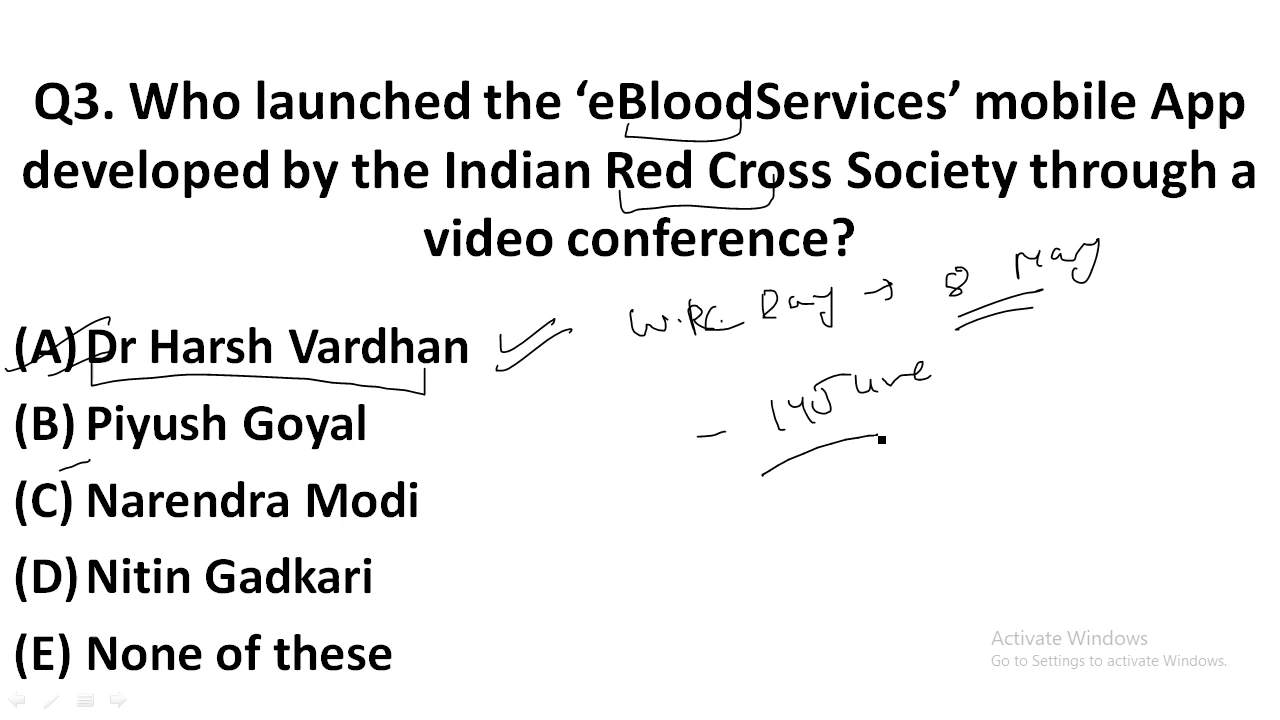 Q3. Who launched the ‘eBloodServices’ mobile App
developed by the Indian Red Cross Society through a
video conference?
W.RC. Day → 8 May
(A) Dr Harsh Vardhan
- 14 June
(B) Piyush Goyal
(C) Narendra Modi
(D) Nitin Gadkari
(E) None of these
Activate Windows
Go to Settings to activate Windows.